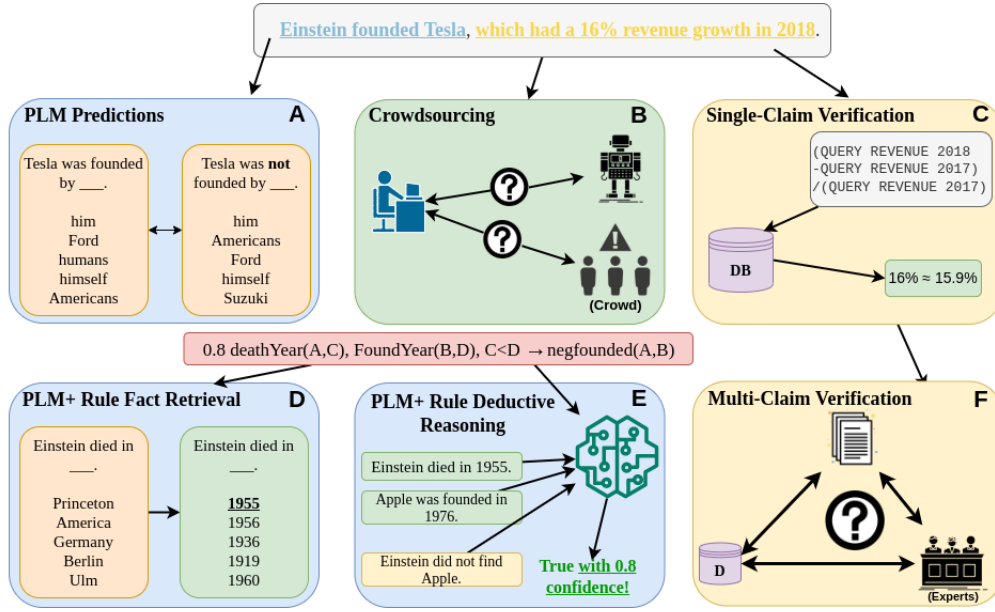 Einstein founded Tesla, which had a 16% revenue growth in 2018.
PLM Predictions
A
Tesla was founded
by ___.
him
Ford
humans
himself
Americans
Tesla was not
founded by ___.
him
Americans
Ford
himself
Suzuki
Crowdsourcing
B
?
?
(Crowd)
Single-Claim Verification
C
(QUERY REVENUE 2018
-QUERY REVENUE 2017)
/(QUERY REVENUE 2017)
DB
16% ≈ 15.9%
0.8 deathYear(A,C), FoundYear(B,D), C<D →negfounded(A,B)
PLM+ Rule Fact Retrieval
D
Einstein died in
___.
Princeton
America
Germany
Berlin
Ulm
Einstein died in
___.
1955
1956
1936
1919
1960
PLM+ Rule Deductive
Reasoning
E
Einstein died in 1955.
Apple was founded in
1976.
Einstein did not find
Apple.
True with 0.8
confidence!
Multi-Claim Verification
F
?
D
(Experts)